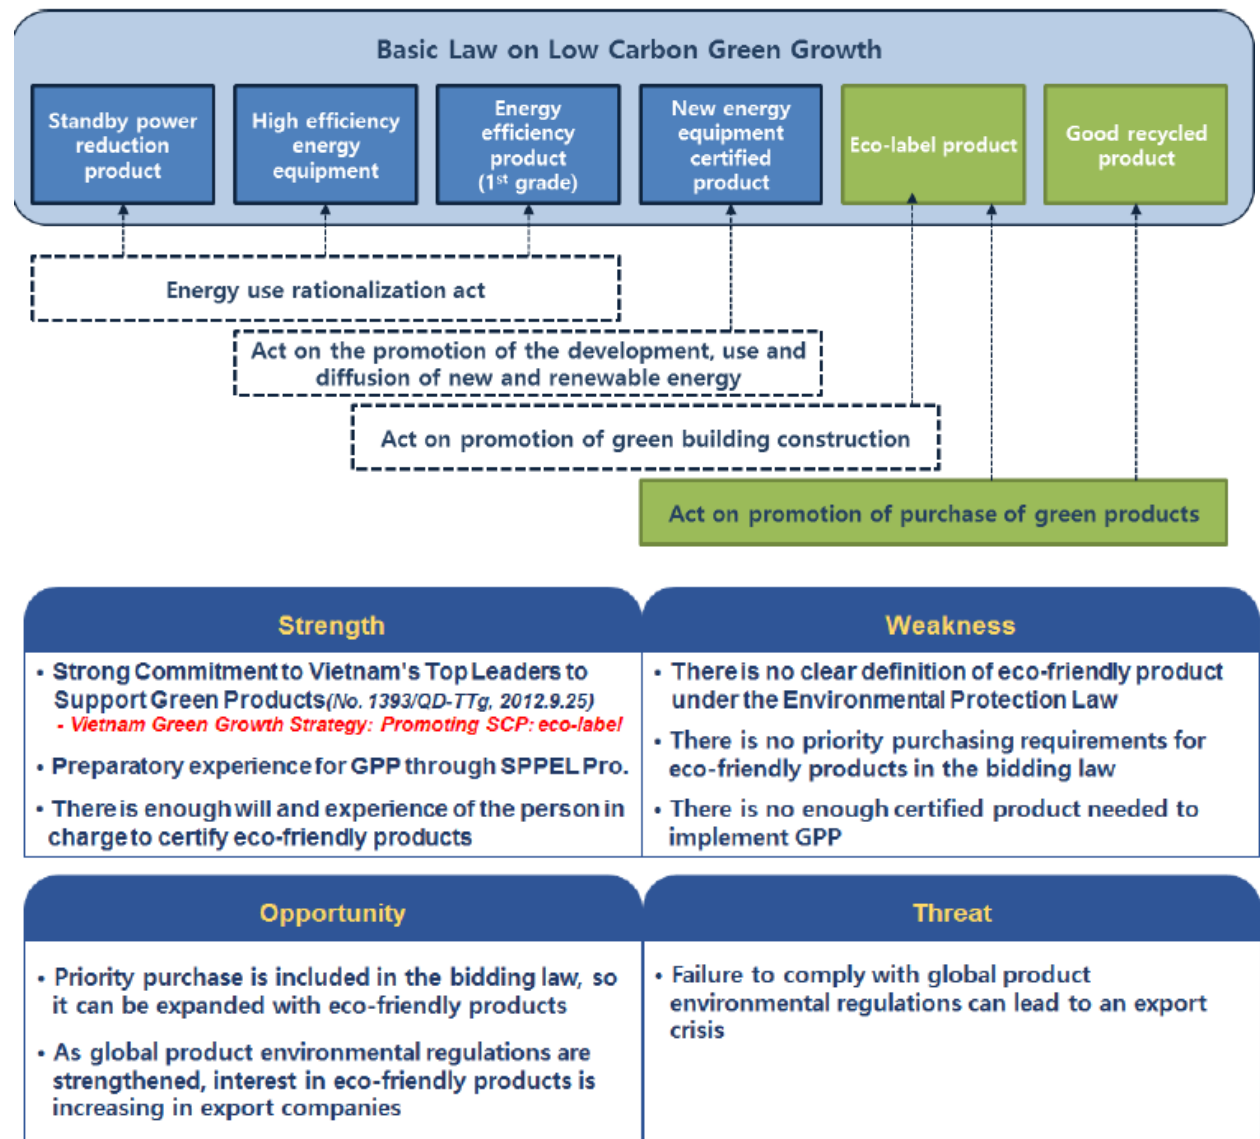 Basic Law on Low Carbon Green Growth
Standby power
reduction
product
High efficiency
energy
equipment
Energy
efficiency
product
(1st grade)
New energy
equipment
certified
product
Eco-label product
Good recycled
product
Energy use rationalization act
Act on the promotion of the development, use and
diffusion of new and renewable energy
Act on promotion of green building construction
Act on promotion of purchase of green products
Strength
• Strong Commitment to Vietnam's Top Leaders to
Support Green Products(No. 1393/QD-TTg, 2012.9.25)
- Vietnam Green Growth Strategy: Promoting SCP: eco-label
• Preparatory experience for GPP through SPPEL Pro.
• There is enough will and experience of the person in
charge to certify eco-friendly products
Weakness
• There is no clear definition of eco-friendly product
under the Environmental Protection Law
• There is no priority purchasing requirements for
eco-friendly products in the bidding law
• There is no enough certified product needed to
implement GPP
Opportunity
• Priority purchase is included in the bidding law, so
it can be expanded with eco-friendly products
• As global product environmental regulations are
strengthened, interest in eco-friendly products is
increasing in export companies
Threat
• Failure to comply with global product
environmental regulations can lead to an export
crisis